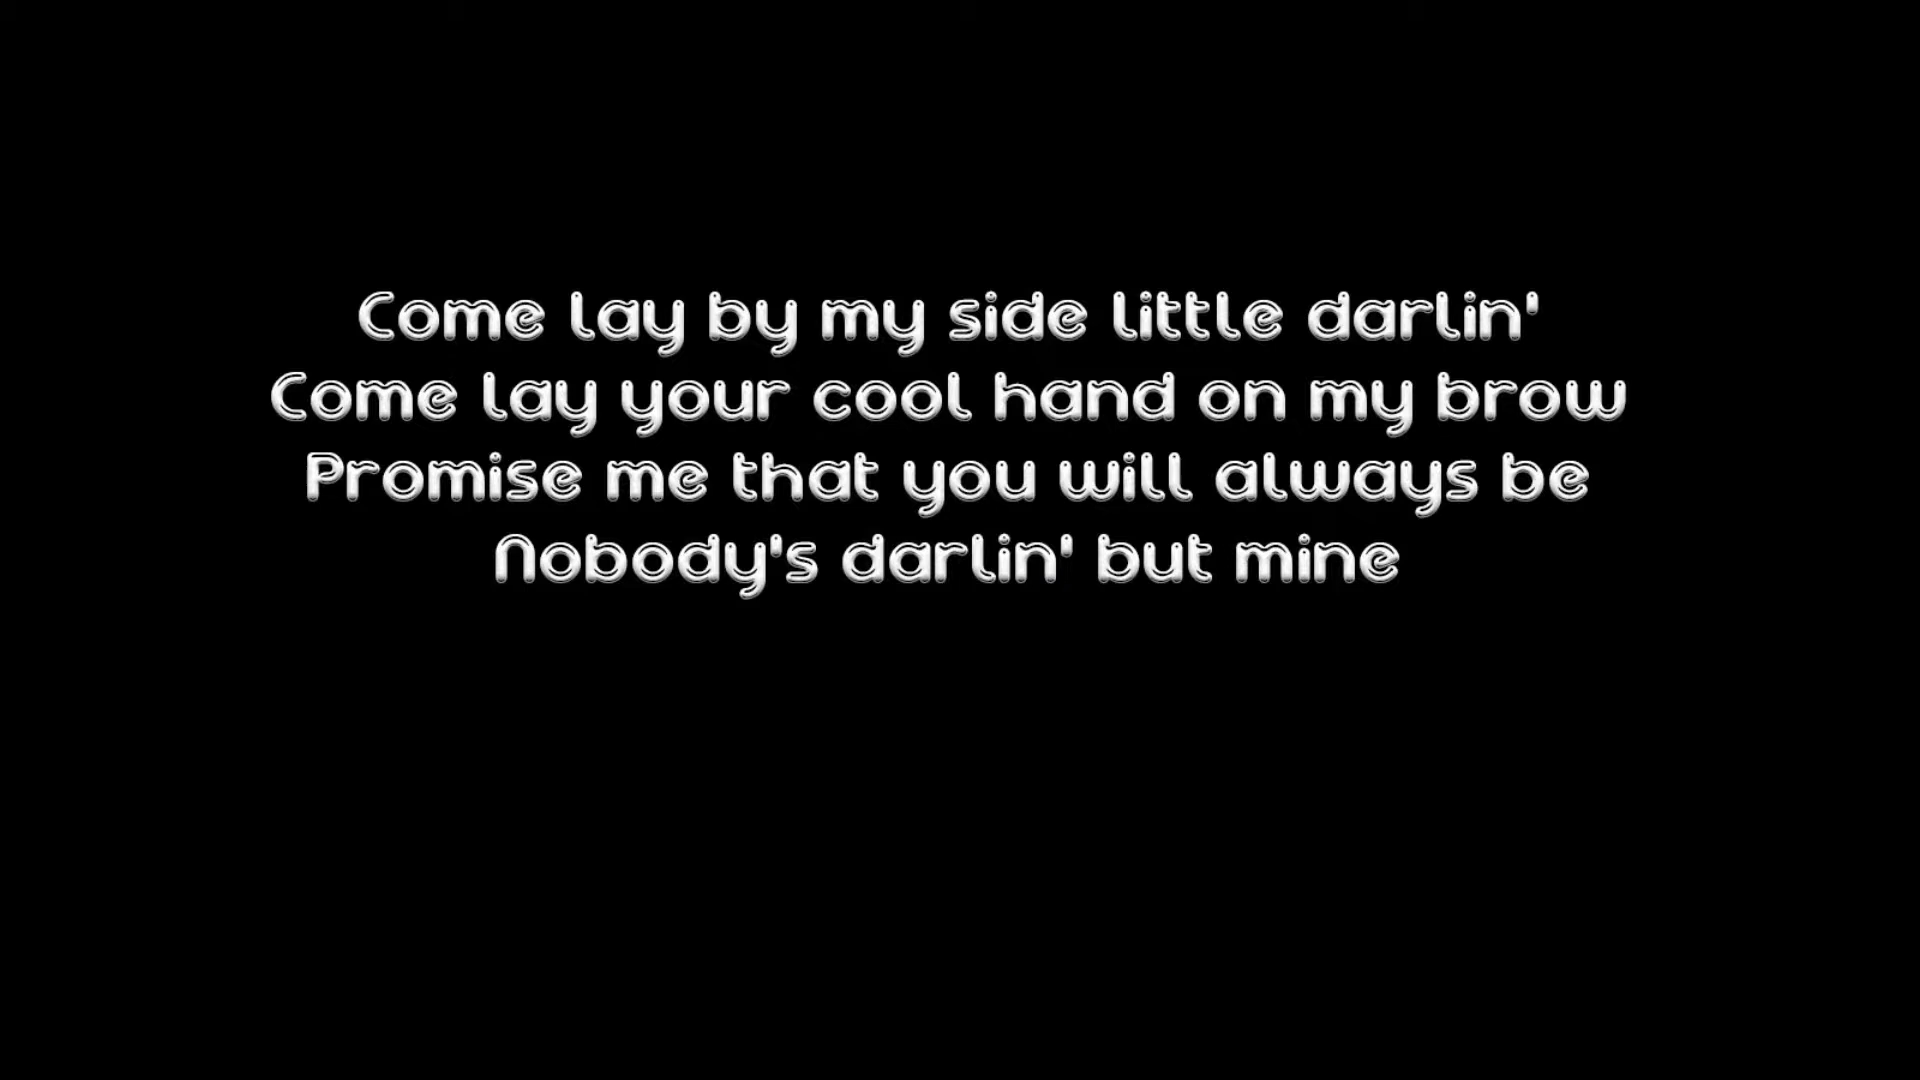 Come lay by my side little darlin'
Come lay your cool hand on my brow
Promise me that you will always be
Nobody's darlin' but mine